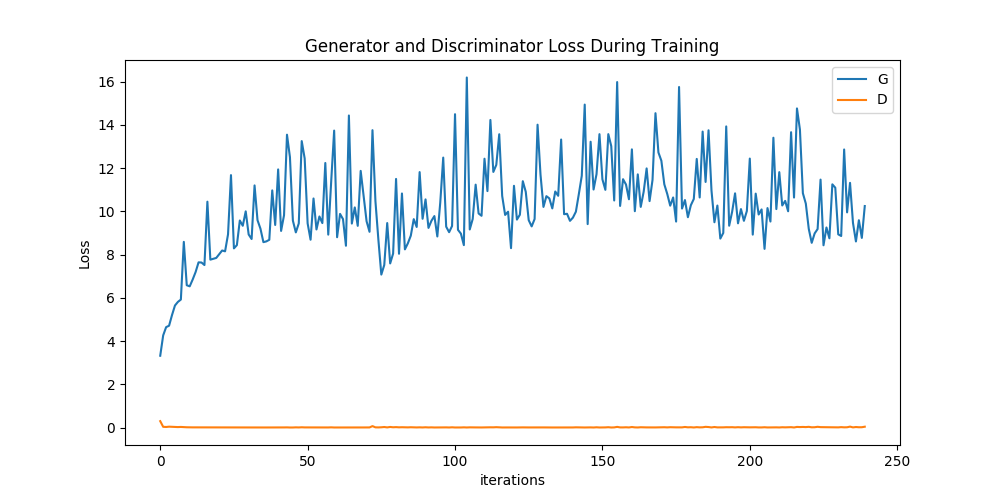 Generator and Discriminator Loss During Training
G
D
Loss
16
14
12
10
8
6
4
2
0
0 50 100 150 200 250
iterations